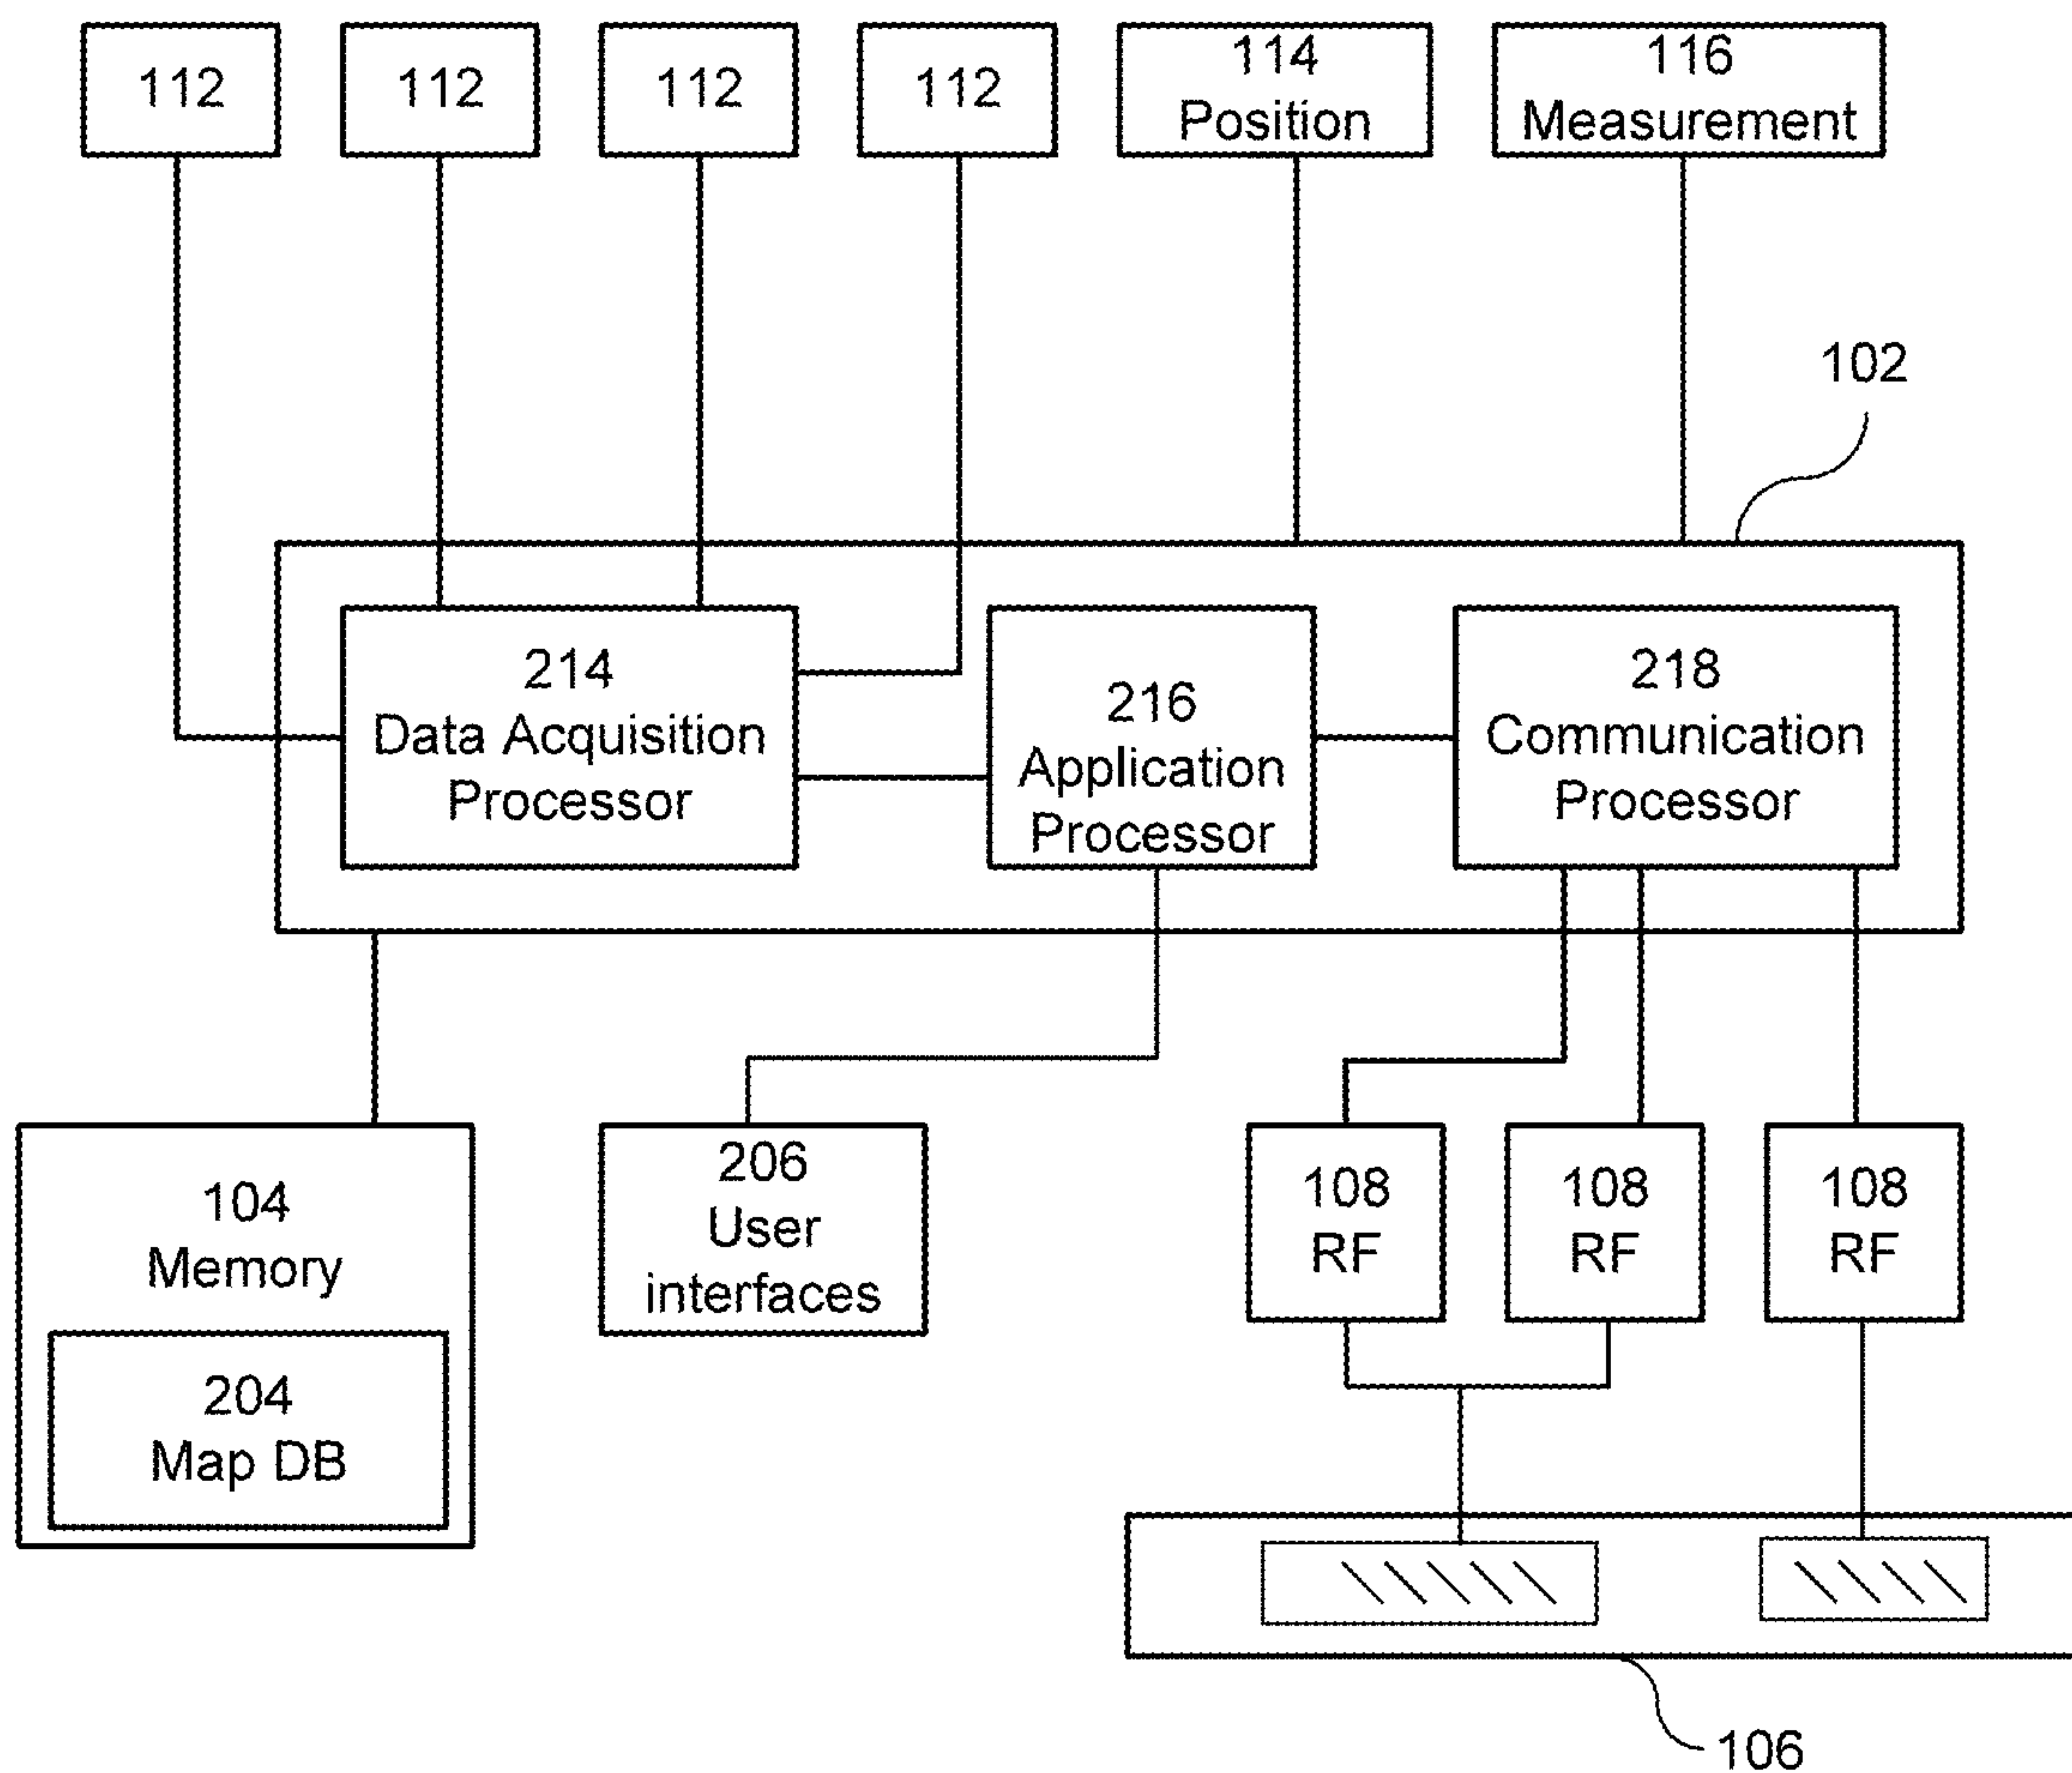 112
112
112
112
114
Position
116
Measurement
102
214
Data Acquisition
Processor
216
Application
Processor
218
Communication
Processor
104
Memory
204
Map DB
206
User
interfaces
108
RF
108
RF
108
RF
106